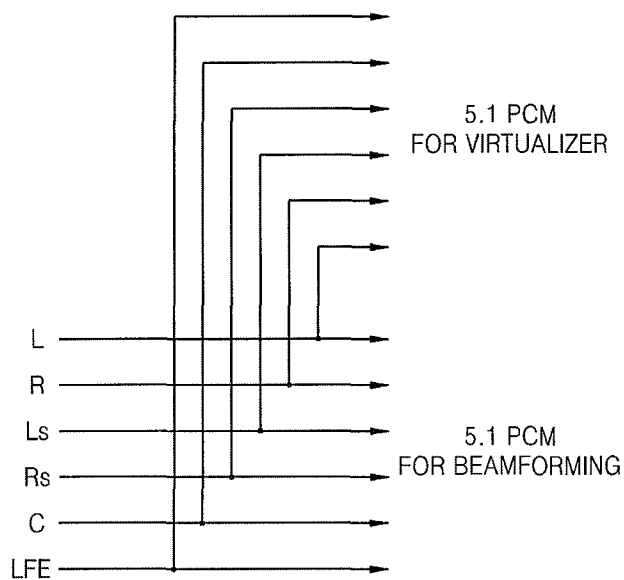 5.1 PCM
FOR VIRTUALIZER
L
R
Ls
Rs
C
LFE
5.1 PCM
FOR BEAMFORMING